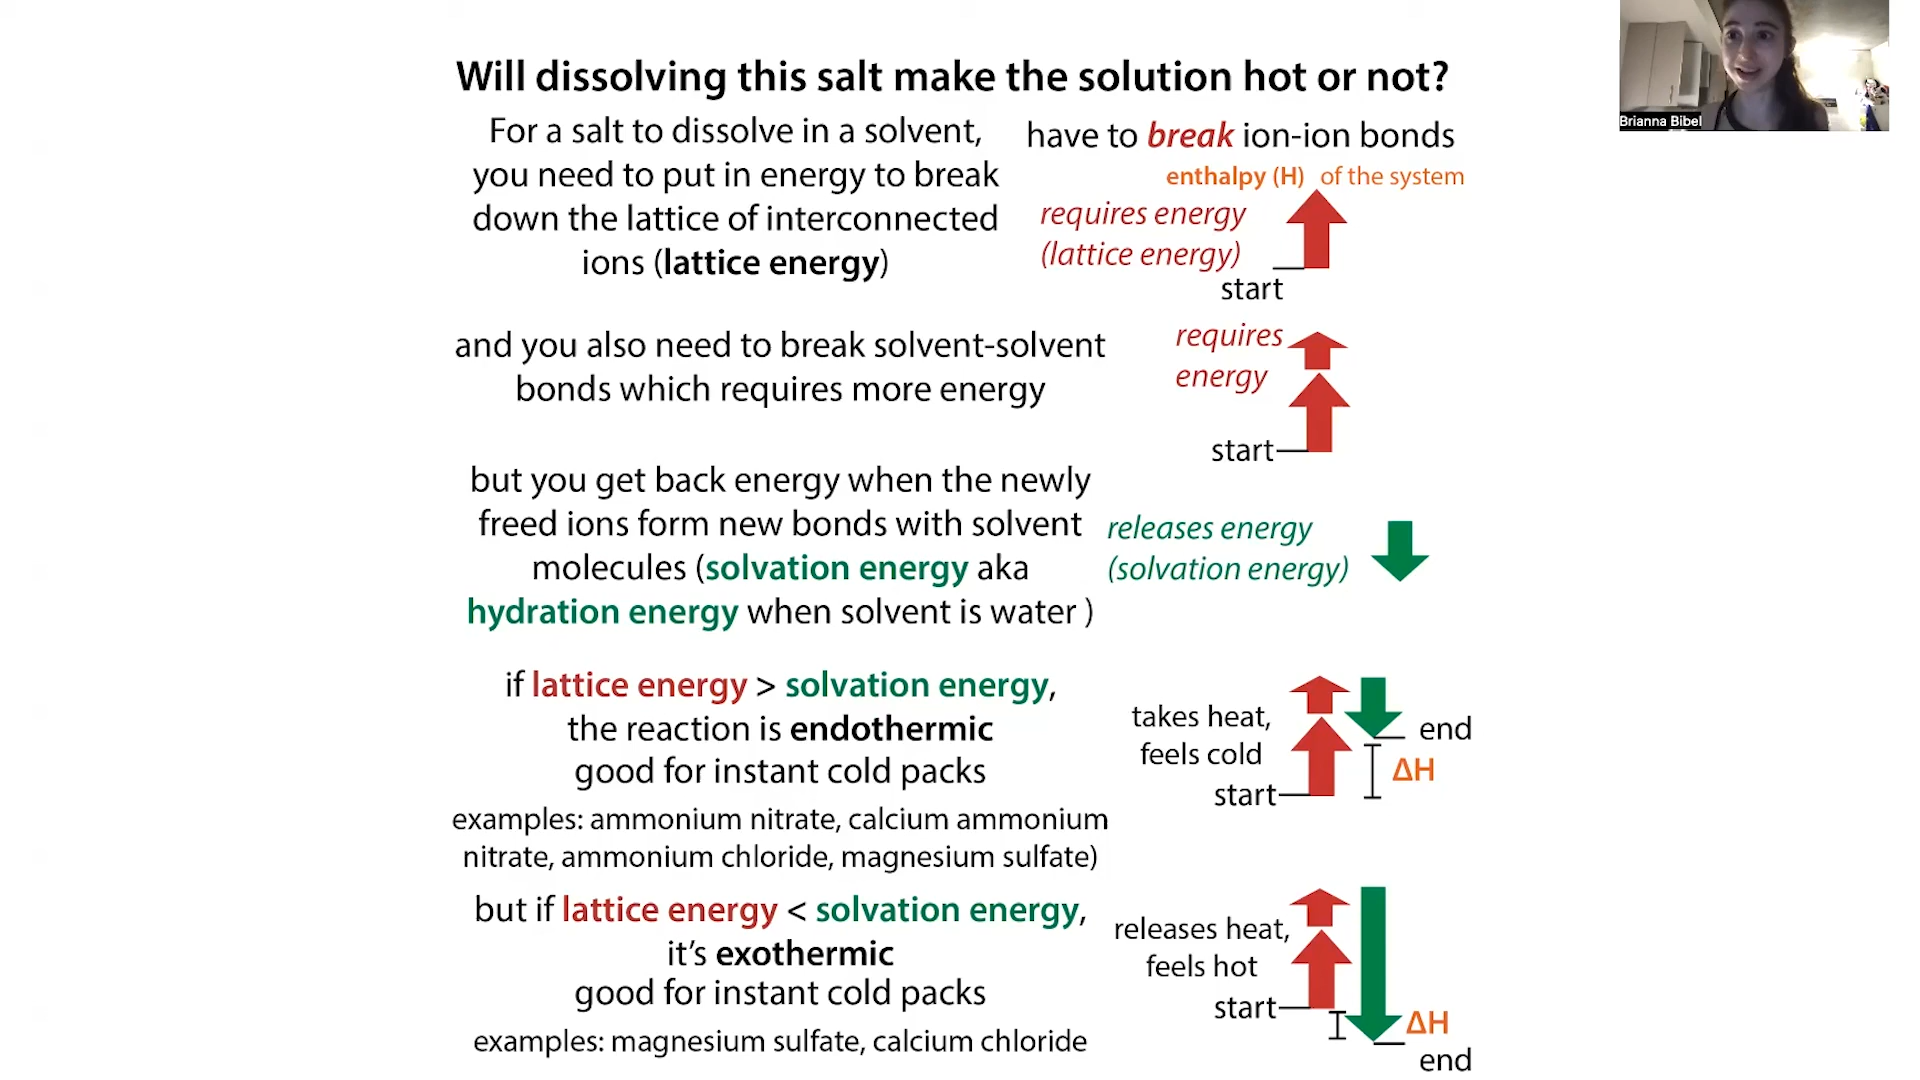 Will dissolving this salt make the solution hot or not?
Brianna Bibel
For a salt to dissolve in a solvent,
you need to put in energy to break
down the lattice of interconnected
ions (lattice energy)
have to break ion-ion bonds
enthalpy (H) of the system
requires energy
(lattice energy)
start
and you also need to break solvent-solvent
bonds which requires more energy
requires
energy
start
but you get back energy when the newly
freed ions form new bonds with solvent
molecules (solvation energy aka
hydration energy when solvent is water )
releases energy
(solvation energy)
if lattice energy > solvation energy,
the reaction is endothermic
good for instant cold packs
examples: ammonium nitrate, calcium ammonium
nitrate, ammonium chloride, magnesium sulfate)
takes heat,
feels cold
start
end
ΔH
but if lattice energy < solvation energy,
it's exothermic
good for instant cold packs
examples: magnesium sulfate, calcium chloride
releases heat,
feels hot
start
ΔH
end